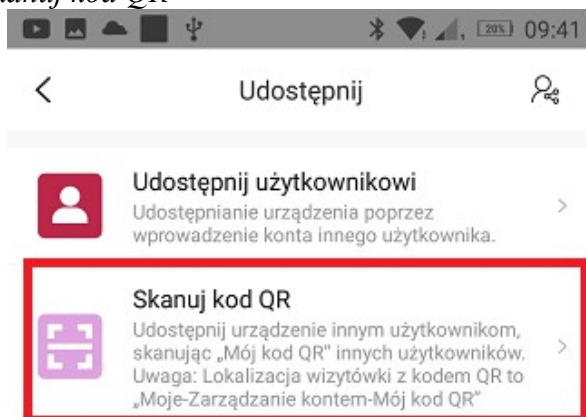 kod QR
20% 09:41
Udostępnij
Udostępnij użytkownikowi
Udostępnianie urządzenia poprzez
wprowadzenie konta innego użytkownika.
Skanuj kod QR
Udostępnij urządzenie innym użytkownikom,
skanując „Mój kod QR" innych użytkowników.
Uwaga: Lokalizacja wizytówki z kodem QR to
„Moje-Zarządzanie kontem-Mój kod QR"